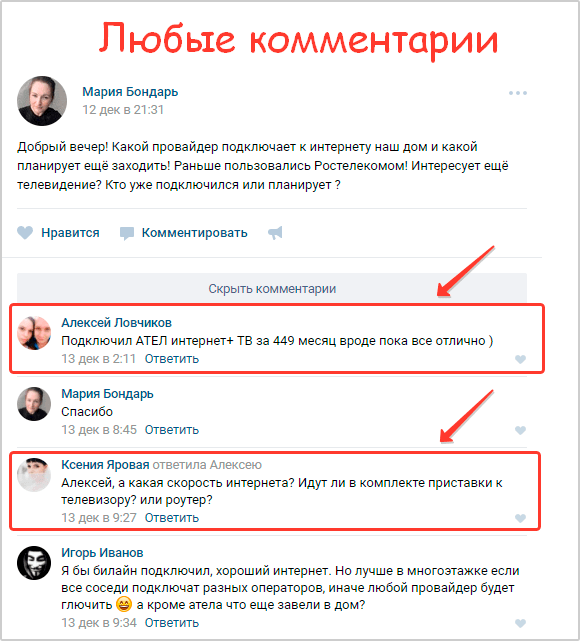 Любые комментарии
Мария Бондарь
12 дек в 21:31
Добрый вечер! Какой провайдер подключает к интернету наш дом и какой
планирует ещё заходить! Раньше пользовались Ростелекомом! Интересует ещё
телевидение? Кто уже подключился или планирует ?
Нравится Комментировать
Скрыть комментарии
Алексей Ловчиков
Подключил АТЕЛ интернет+ ТВ за 449 месяц вроде пока все отлично )
13 дек в 2:11 Ответить
Мария Бондарь
Спасибо
13 дек в 8:45 Ответить
Ксения Яровая ответила Алексею
Алексей, а какая скорость интернета? Идут ли в комплекте приставки к
телевизору? или роутер?
13 дек в 9:27 Ответить
Игорь Иванов
Я бы билайн подключил, хороший интернет. Но лучше в многоэтажке если
все соседи подключат разных операторов, иначе любой провайдер будет
глючить 😄 а кроме атела что еще завели в дом?
13 дек в 9:34 Ответить